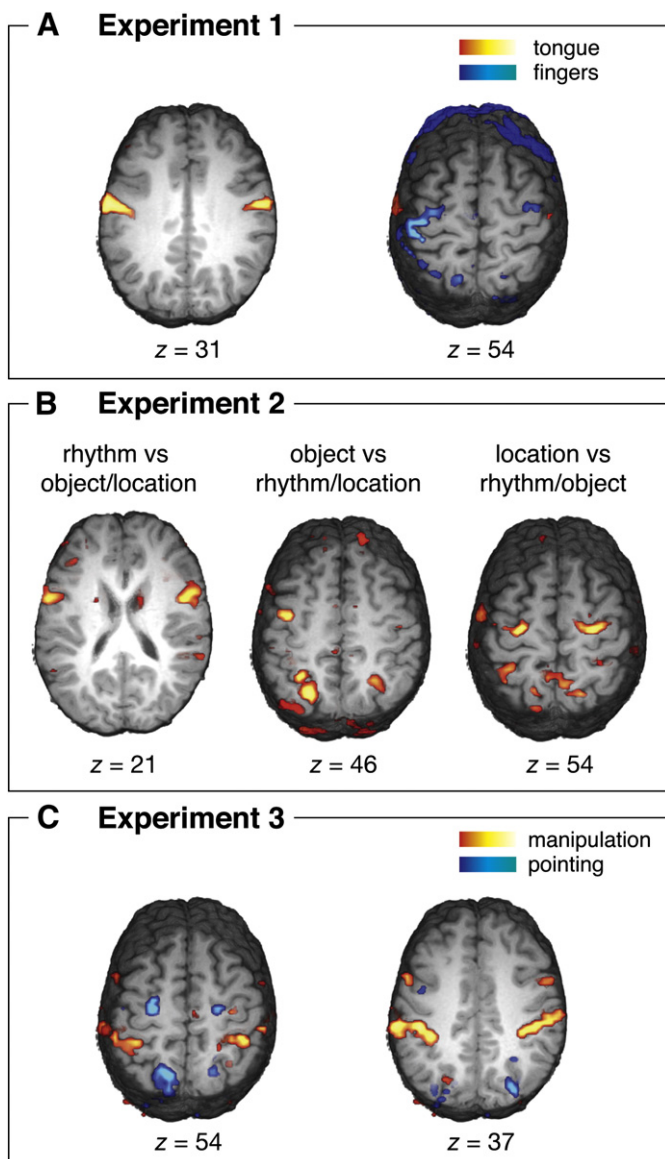 A Experiment 1
tongue
fingers
z = 31
z = 54
B Experiment 2
rhythm vs
object/location
object vs
rhythm/location
location vs
rhythm/object
z = 21
z = 46
z = 54
C Experiment 3
manipulation
pointing
z = 54
z = 37